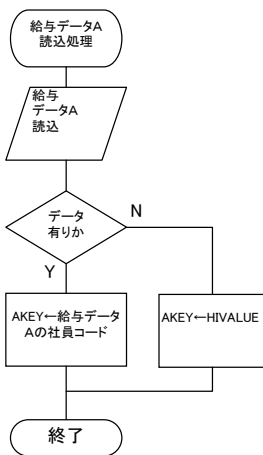 給与データA
読込処理
給与
データA
読込
データ
有りか
N
Y
AKEY←給与データ
Aの社員コード
AKEY←HIVALUE
終了